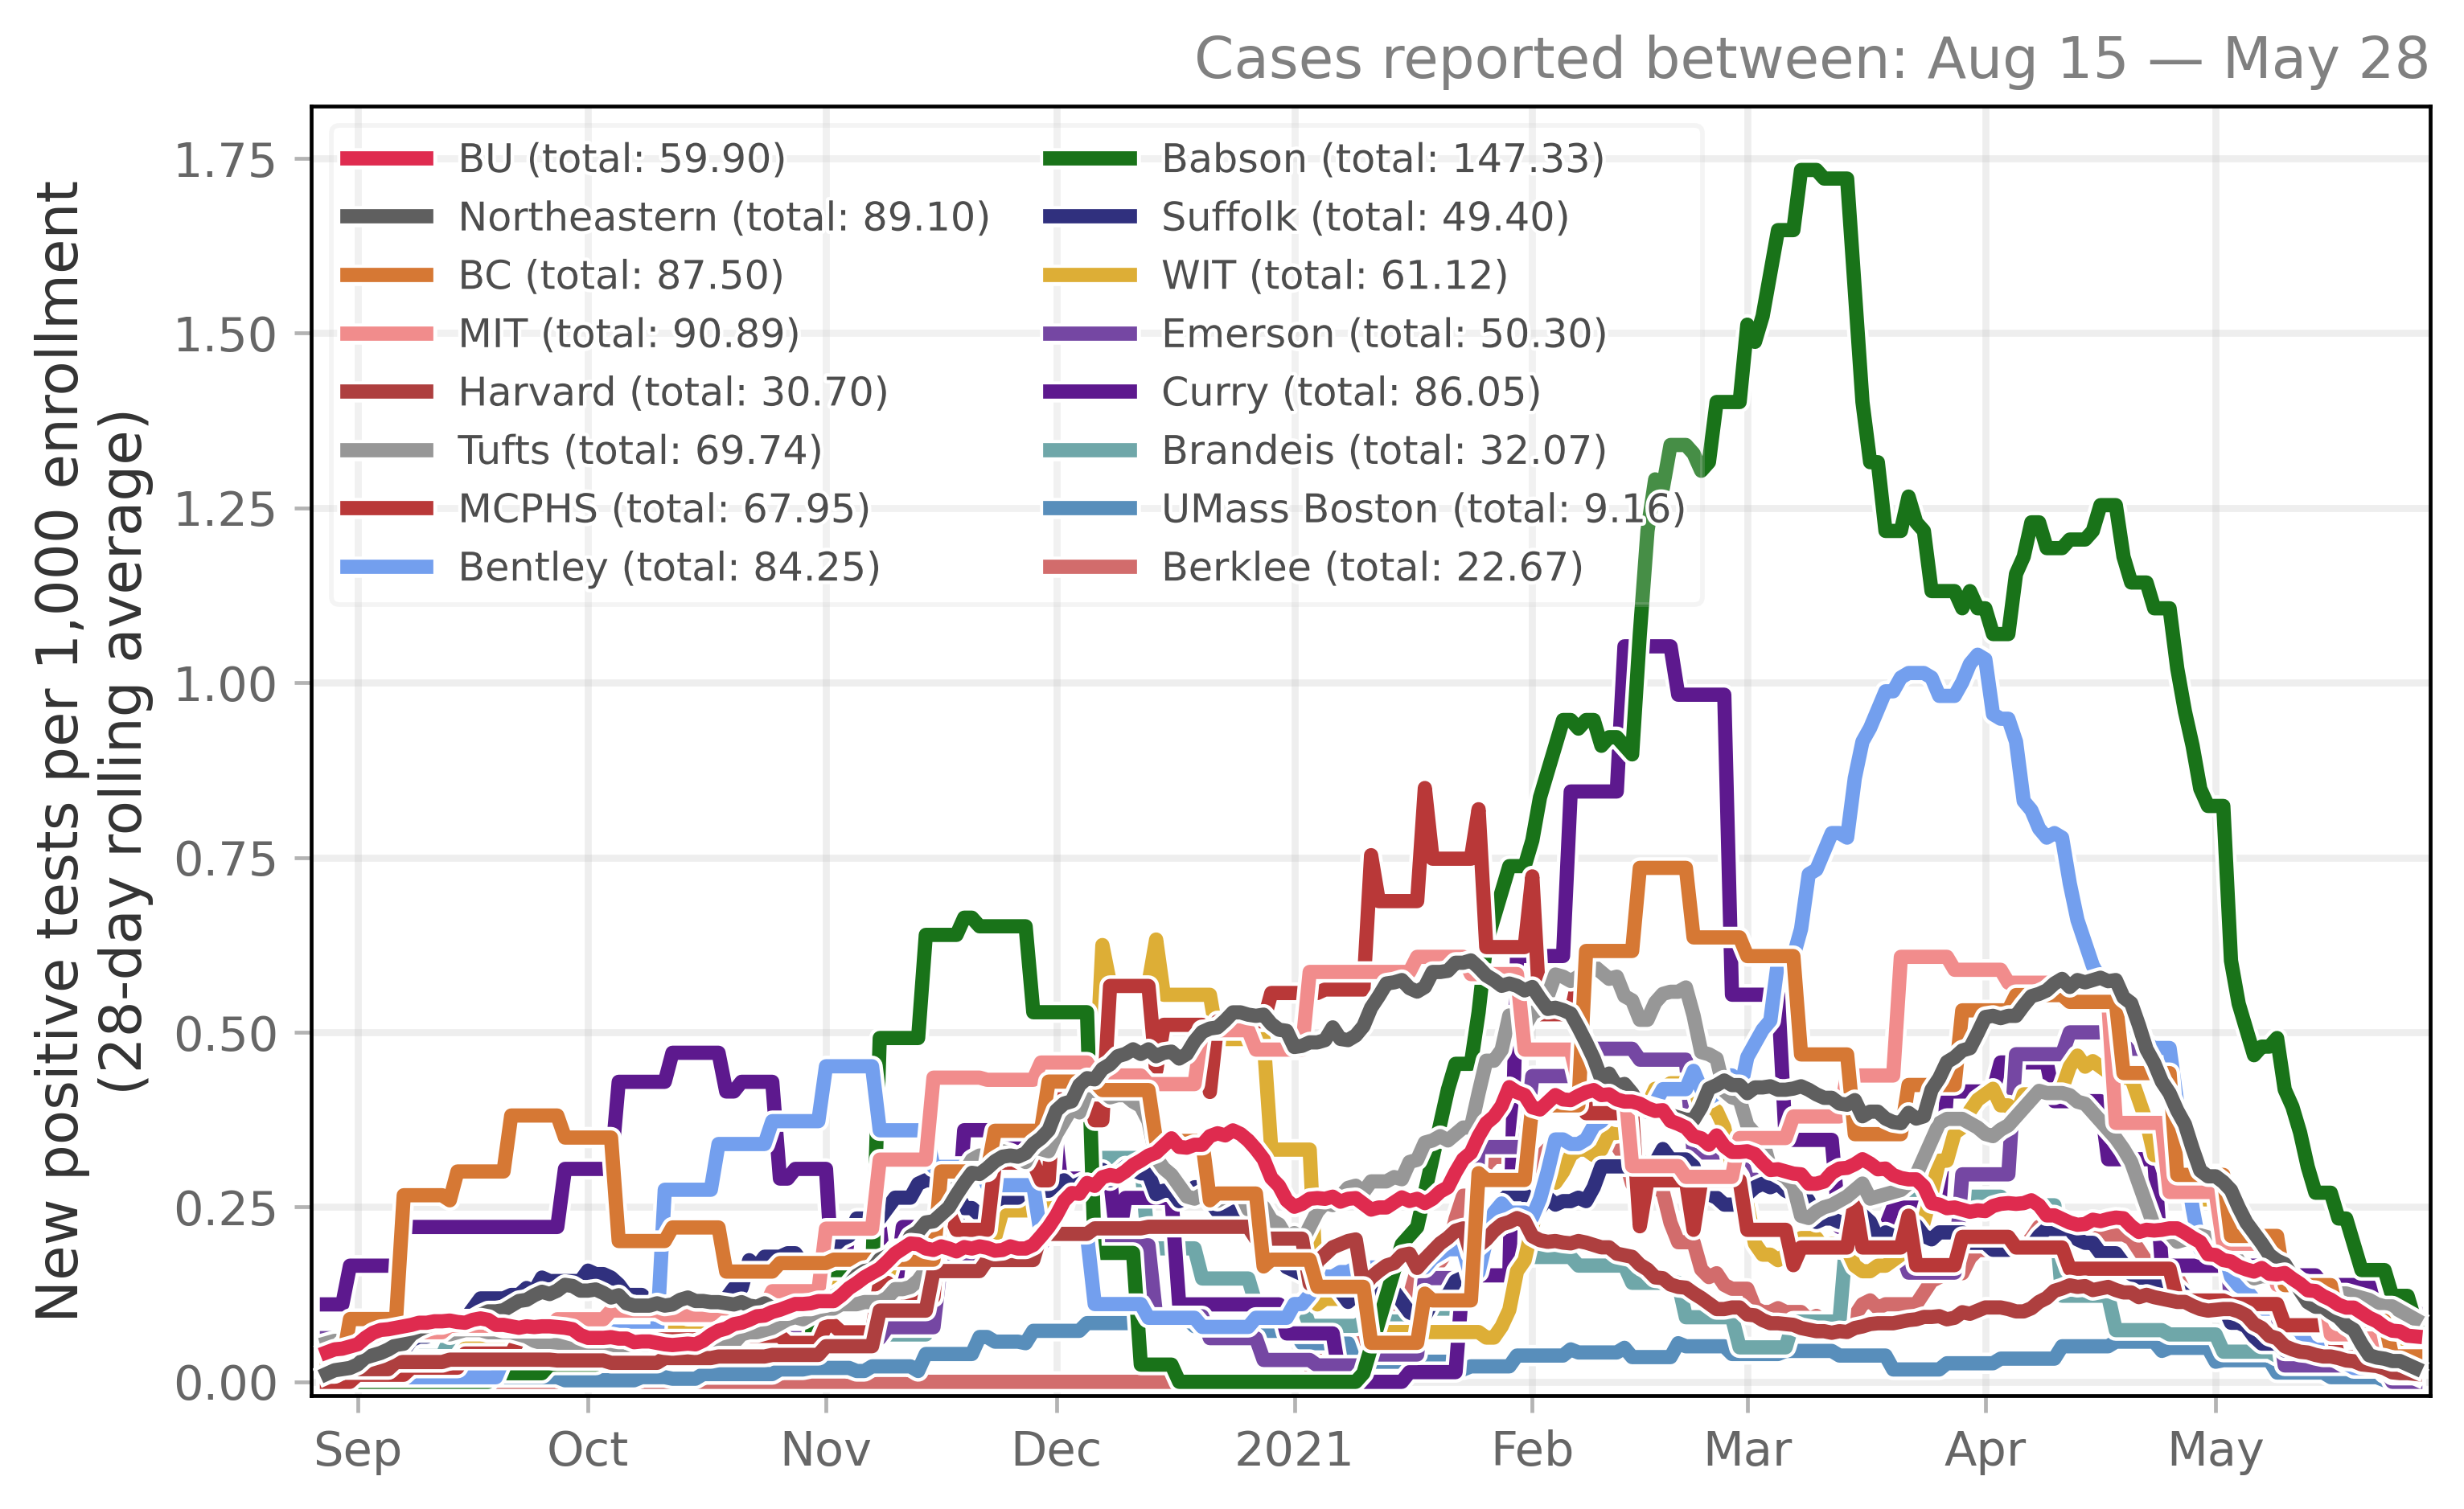 Cases reported between: Aug 15 — May 28
New positive tests per 1,000 enrollment
(28-day rolling average)
1.75
1.50
1.25
1.00
0.75
0.50
0.25
0.00
BU (total: 59.90)
Northeastern (total: 89.10)
BC (total: 87.50)
MIT (total: 90.89)
Harvard (total: 30.70)
Tufts (total: 69.74)
MCPHS (total: 67.95)
Bentley (total: 84.25)
Babson (total: 147.33)
Suffolk (total: 49.40)
WIT (total: 61.12)
Emerson (total: 50.30)
Curry (total: 86.05)
Brandeis (total: 32.07)
UMass Boston (total: 9.16)
Berklee (total: 22.67)
Sep Oct Nov Dec 2021 Feb Mar Apr May